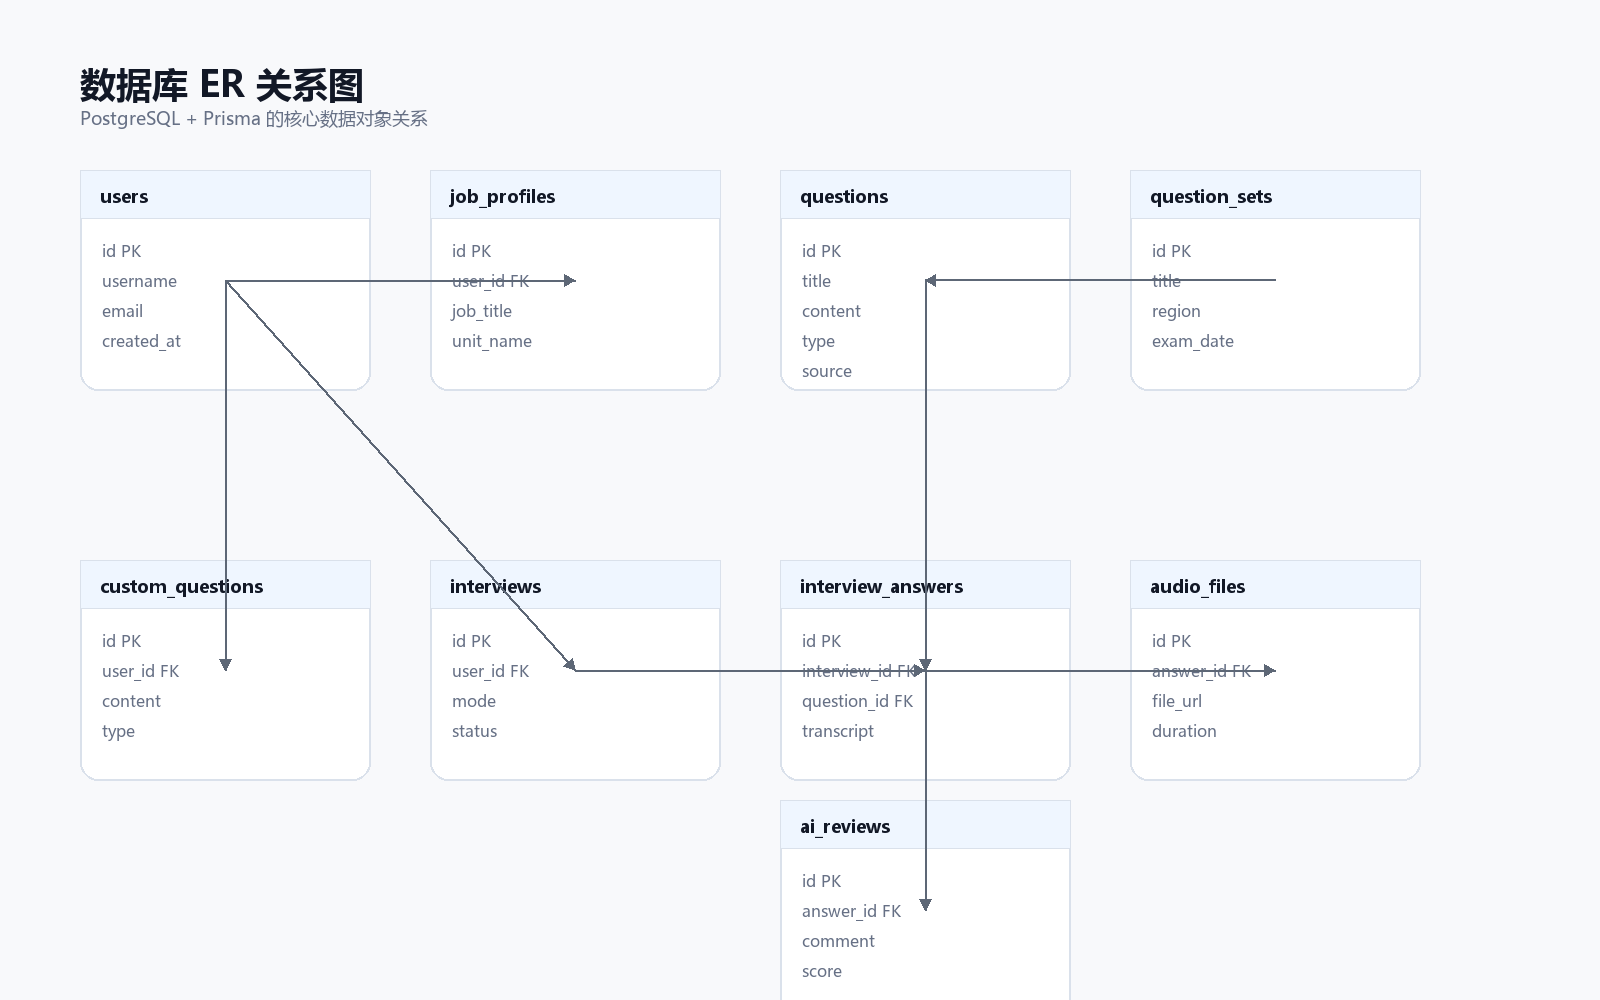 数据库 ER 关系图
PostgreSQL + Prisma 的核心数据对象关系
users
id PK
username
email
created_at
job_profiles
id PK
user_id FK
job_title
unit_name
questions
id PK
title
content
type
source
question_sets
id PK
title
region
exam_date
custom_questions
id PK
user_id FK
content
type
interviews
id PK
user_id FK
mode
status
interview_answers
id PK
interview_id FK
question_id FK
transcript
audio_files
id PK
answer_id FK
file_url
duration
ai_reviews
id PK
answer_id FK
comment
score